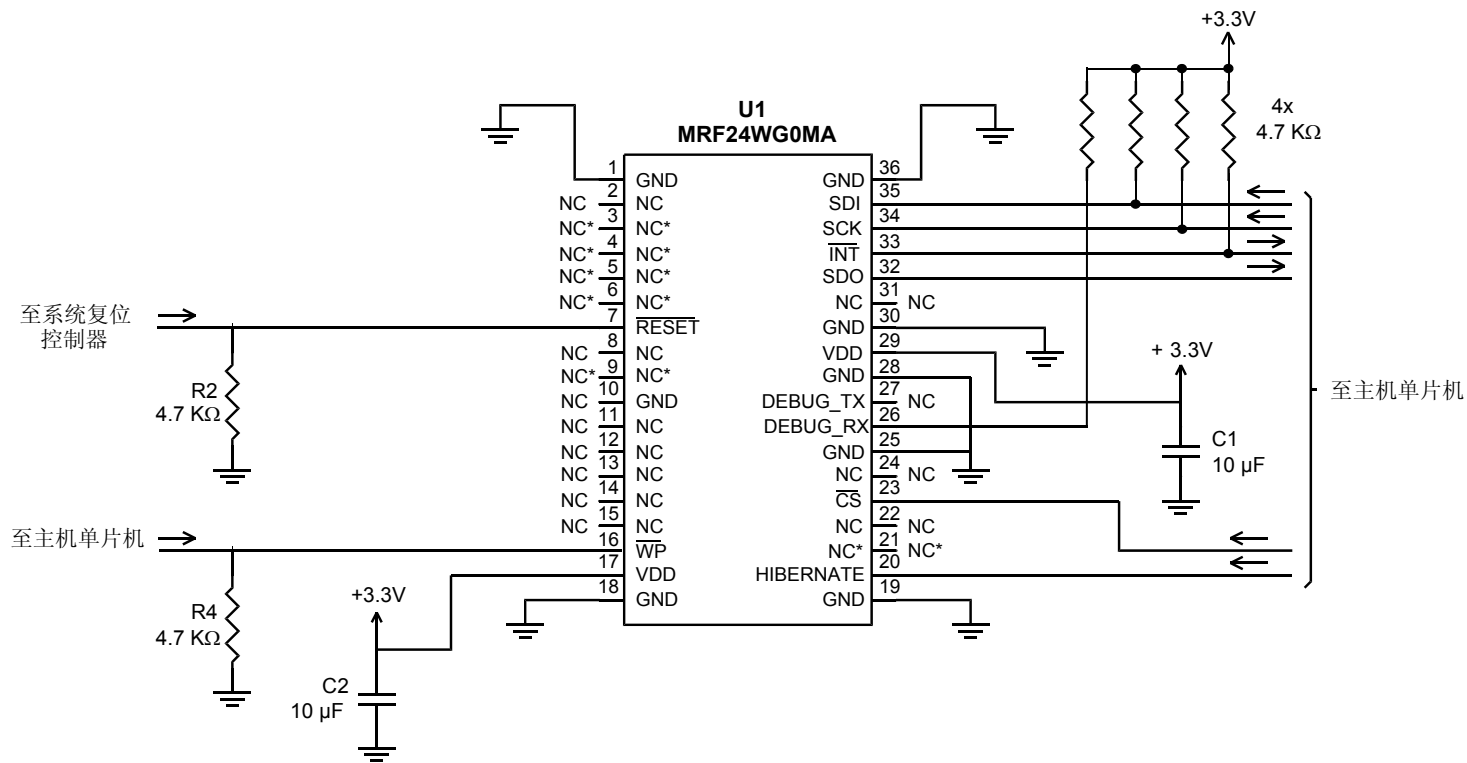 +3.3V
4x
4.7 KΩ
U1
MRF24WG0MA
1 GND GND 36
NC 2 NC SDI 35
NC* 3 NC* SCK 34
NC* 4 NC* INT 33
NC* 5 NC* SDO 32
NC* 6 NC* NC 31 NC
至系统复位
控制器
7 RESET GND 30
NC 8 NC VDD 29
+ 3.3V
NC* 9 NC* GND 28
NC 10 GND DEBUG_TX 27 NC
NC 11 NC DEBUG_RX 26
NC 12 NC GND 25
NC 13 NC NC 24 NC
NC 14 NC CS 23
NC 15 NC NC 22 NC
16 WP NC* 21 NC*
17 VDD HIBERNATE 20
18 GND GND 19
R2
4.7 KΩ
C1
10 µF
至主机单片机
至主机单片机
R4
4.7 KΩ
+3.3V
C2
10 µF